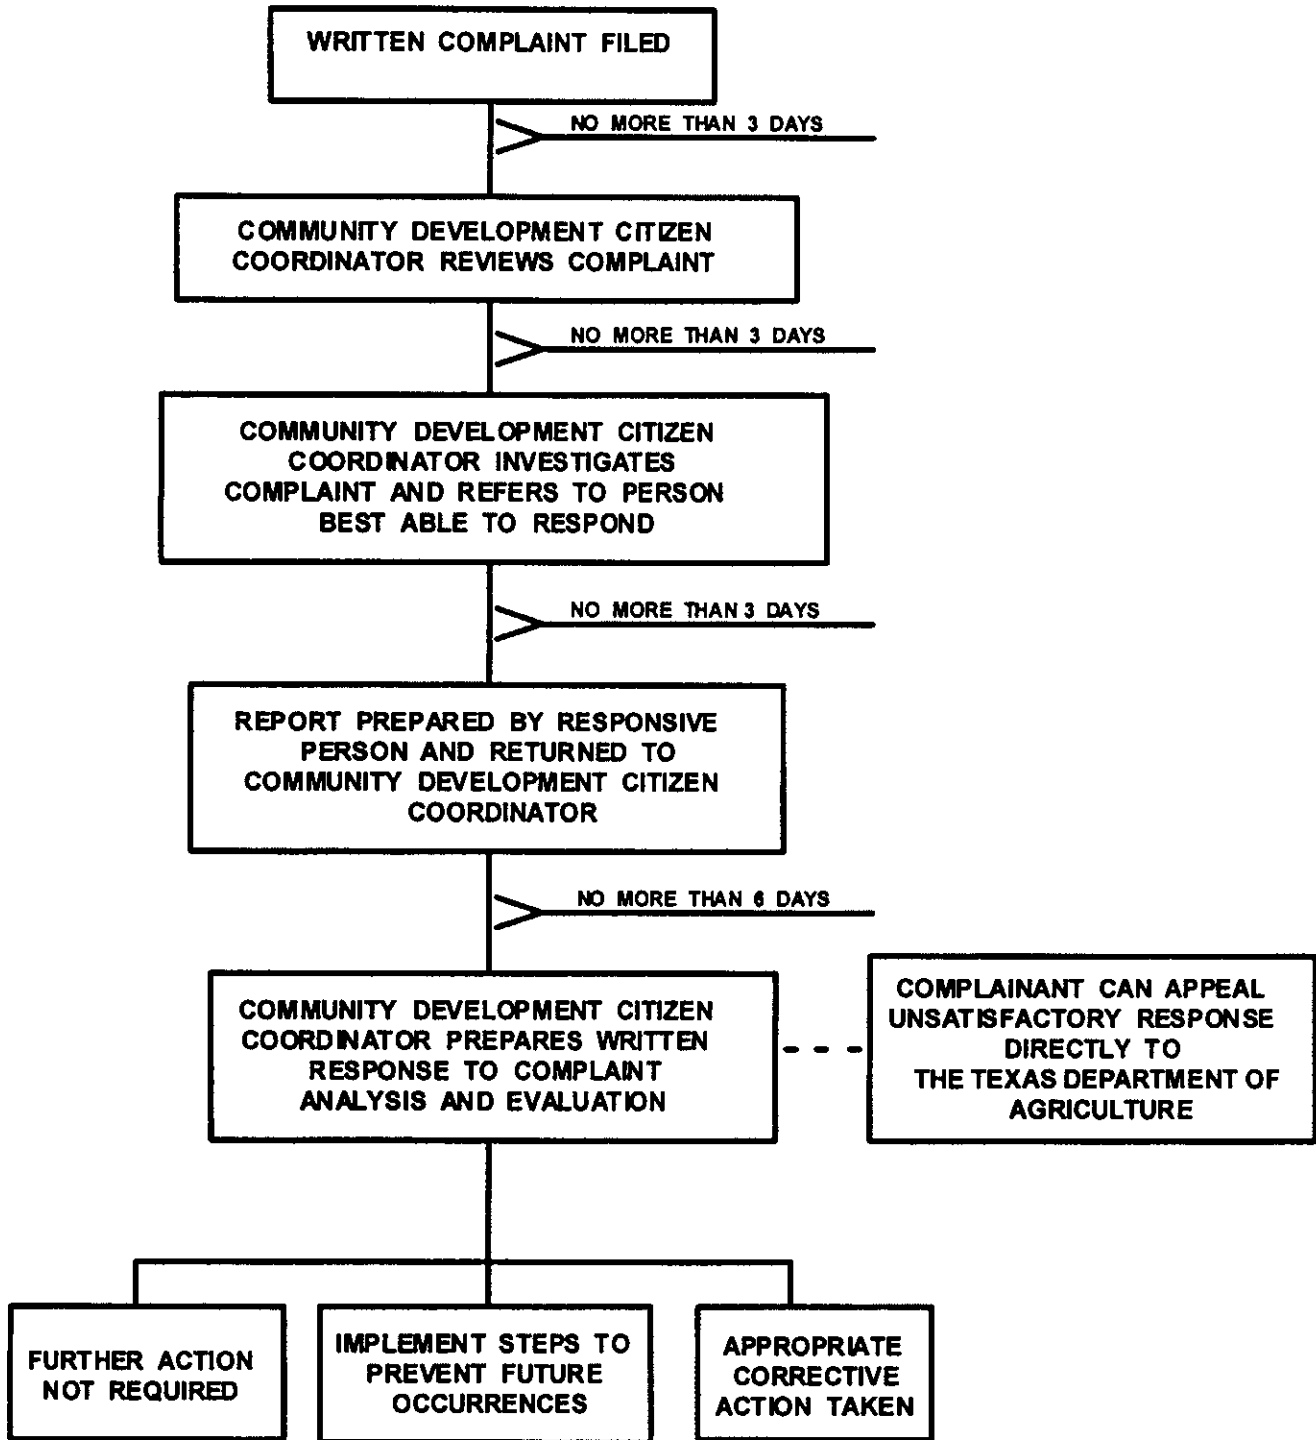 WRITTEN COMPLAINT FILED
NO MORE THAN 3 DAYS
COMMUNITY DEVELOPMENT CITIZEN
COORDINATOR REVIEWS COMPLAINT
NO MORE THAN 3 DAYS
COMMUNITY DEVELOPMENT CITIZEN
COORDINATOR INVESTIGATES
COMPLAINT AND REFERS TO PERSON
BEST ABLE TO RESPOND
NO MORE THAN 3 DAYS
REPORT PREPARED BY RESPONSIVE
PERSON AND RETURNED TO
COMMUNITY DEVELOPMENT CITIZEN
COORDINATOR
NO MORE THAN 6 DAYS
COMMUNITY DEVELOPMENT CITIZEN
COORDINATOR PREPARES WRITTEN
RESPONSE TO COMPLAINT
ANALYSIS AND EVALUATION
COMPLAINANT CAN APPEAL
UNSATISFACTORY RESPONSE
DIRECTLY TO
THE TEXAS DEPARTMENT OF
AGRICULTURE
FURTHER ACTION
NOT REQUIRED
IMPLEMENT STEPS TO
PREVENT FUTURE
OCCURRENCES
APPROPRIATE
CORRECTIVE
ACTION TAKEN